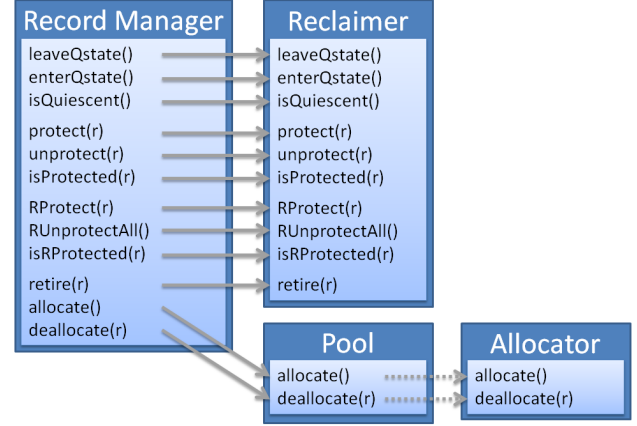 Record Manager
leaveQstate()
enterQstate()
isQuiescent()
protect(r)
unprotect(r)
isProtected(r)
RProtect(r)
RUnprotectAll()
isRProtected(r)
retire(r)
allocate()
deallocate(r)
Reclaimer
leaveQstate()
enterQstate()
isQuiescent()
protect(r)
unprotect(r)
isProtected(r)
RProtect(r)
RUnprotectAll()
isRProtected(r)
retire(r)
Pool
allocate()
deallocate(r)
Allocator
allocate()
deallocate(r)